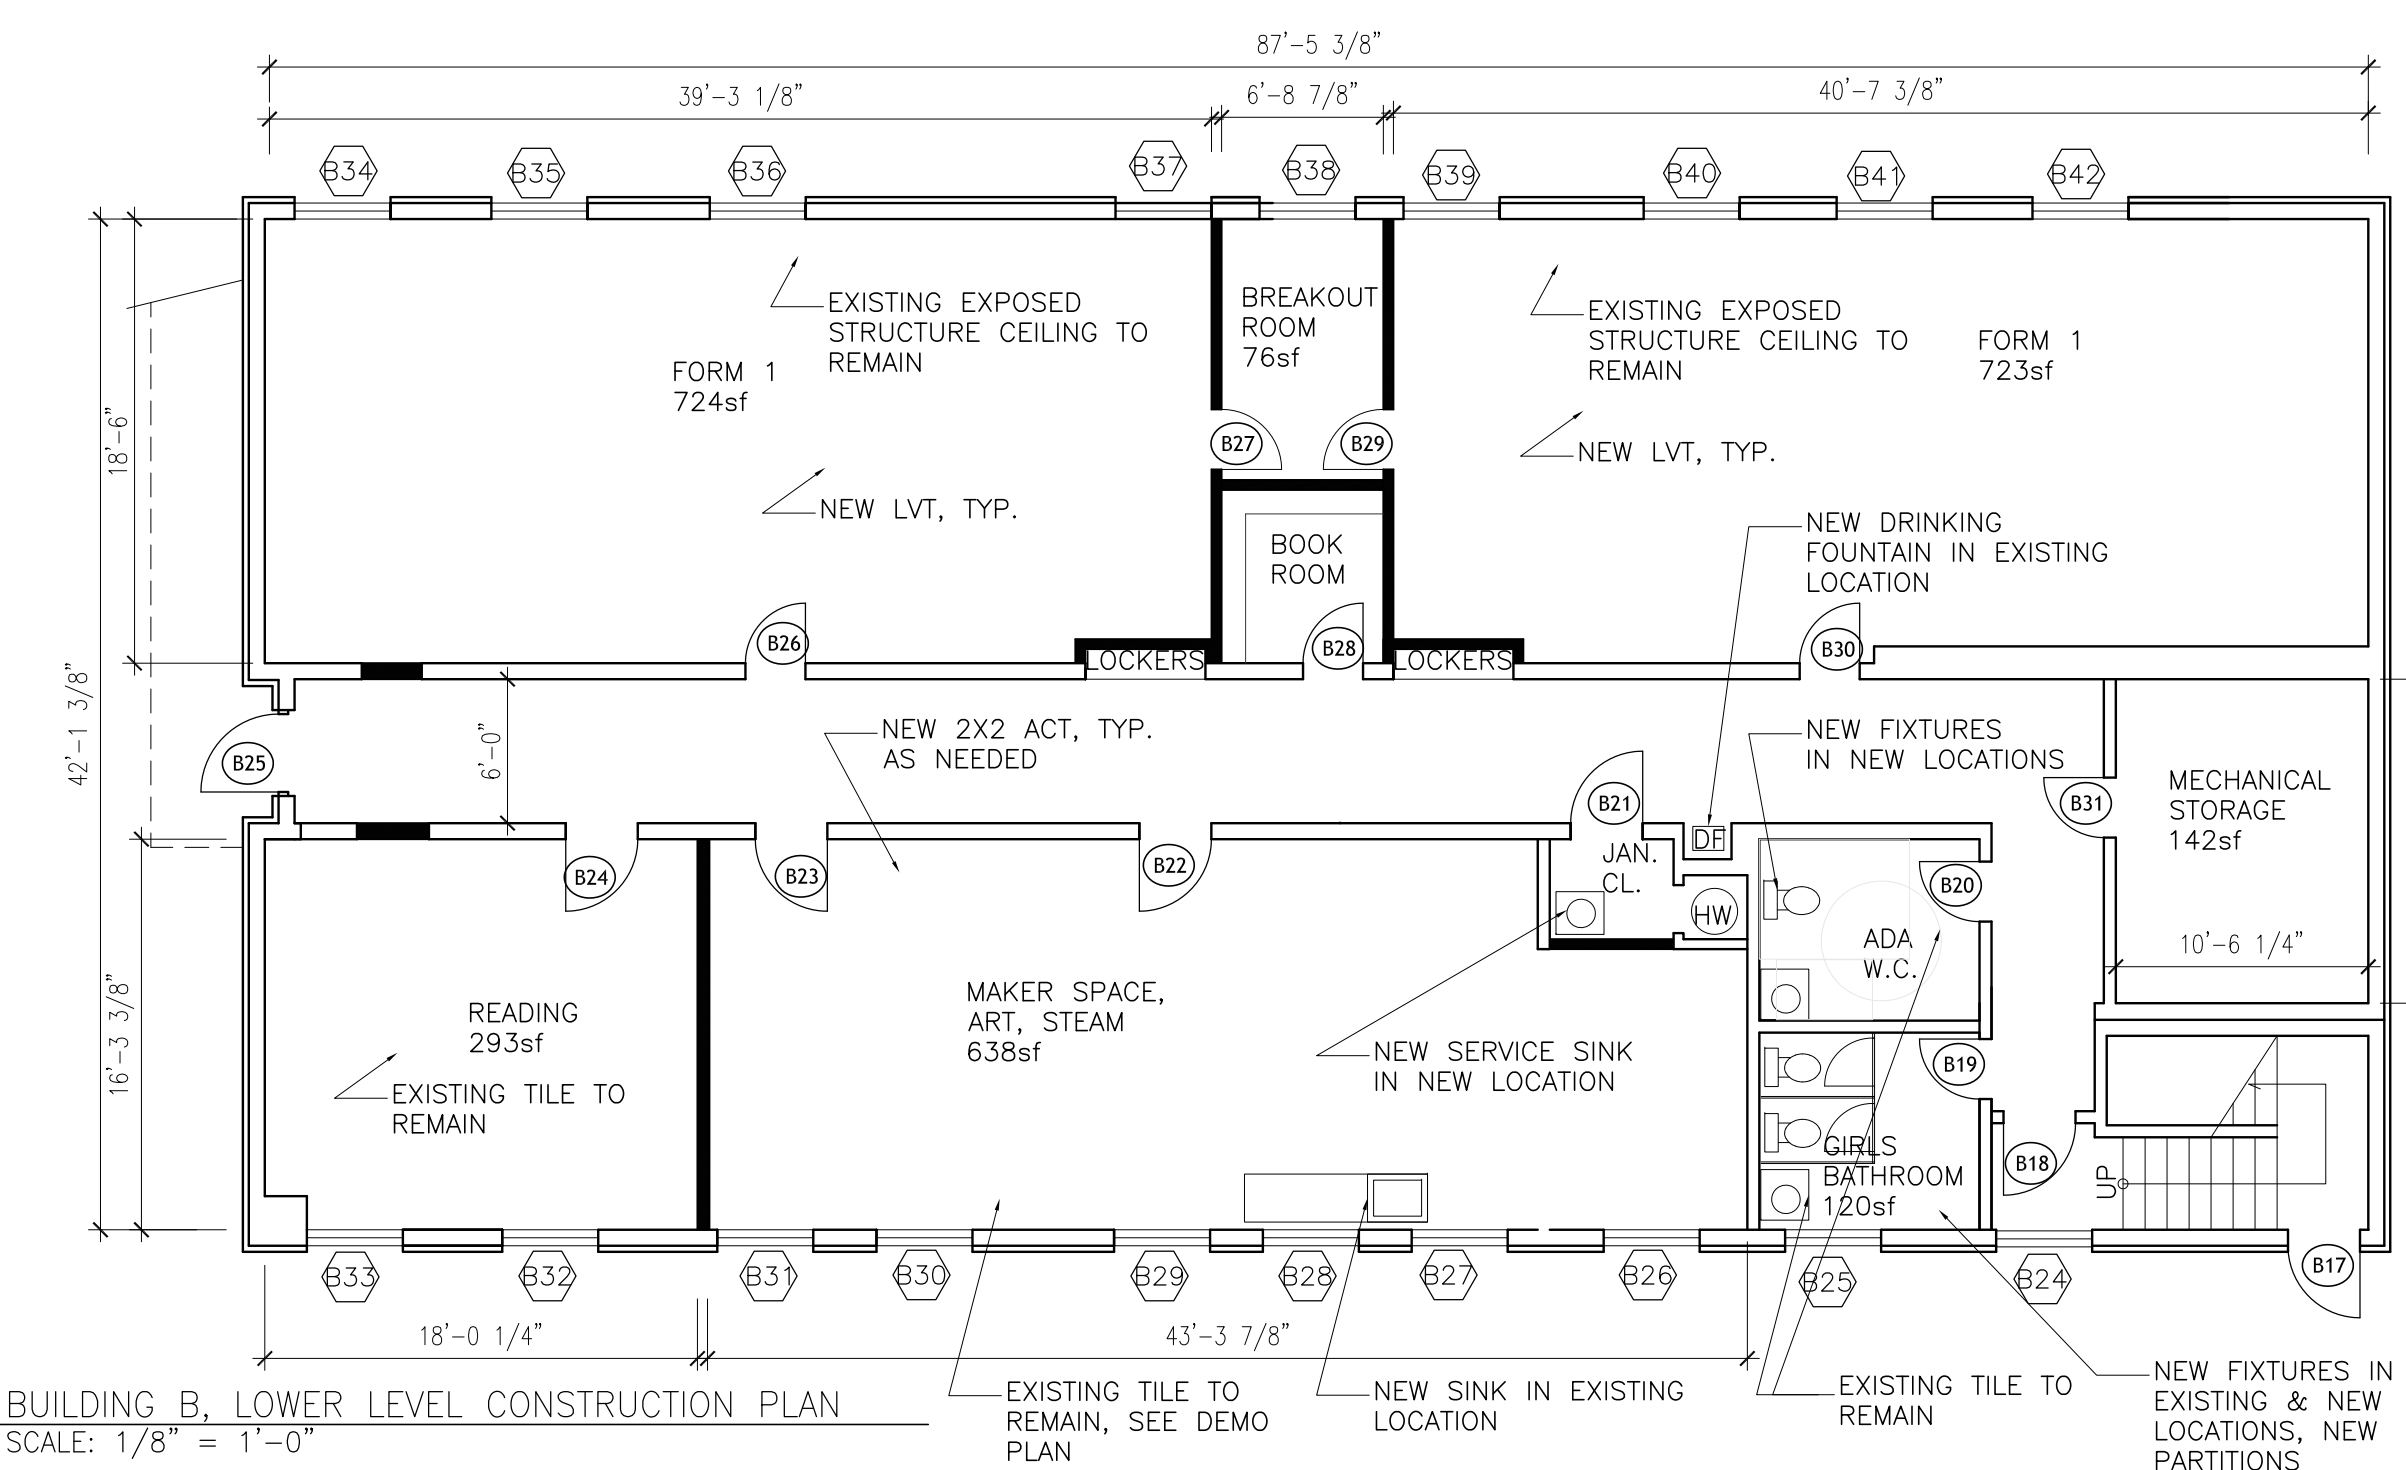 87'-5 3/8"
39'-3 1/8"
6'-8 7/8"
40'-7 3/8"
B34
B35
B36
B37
B38
B39
B40
B41
B42
EXISTING EXPOSED
STRUCTURE CEILING TO
REMAIN
FORM 1
724sf
NEW LVT, TYP.
BREAKOUT
ROOM
76sf
EXISTING EXPOSED
STRUCTURE CEILING TO
REMAIN
FORM 1
723sf
NEW LVT, TYP.
18'-6"
B27
B29
BOOK
ROOM
NEW DRINKING
FOUNTAIN IN EXISTING
LOCATION
B26
LOCKERS
B28
LOCKERS
B30
42'-1 3/8"
6'-0"
B25
NEW 2X2 ACT, TYP.
AS NEEDED
NEW FIXTURES
IN NEW LOCATIONS
B21
B31
MECHANICAL
STORAGE
142sf
DF
JAN.
CL.
HW
B24
B23
B22
B20
ADA
W.C.
10'-6 1/4"
16'-3 3/8"
READING
293sf
EXISTING TILE TO
REMAIN
MAKER SPACE,
ART, STEAM
638sf
NEW SERVICE SINK
IN NEW LOCATION
B19
GIRLS
BATHROOM
120sf
B18
UP
B17
B33
B32
B31
B30
B29
B28
B27
B26
B25
B24
18'-0 1/4"
43'-3 7/8"
EXISTING TILE TO
REMAIN, SEE DEMO
PLAN
NEW SINK IN EXISTING
LOCATION
EXISTING TILE TO
REMAIN
NEW FIXTURES IN
EXISTING & NEW
LOCATIONS, NEW
PARTITIONS
BUILDING B, LOWER LEVEL CONSTRUCTION PLAN
SCALE: 1/8" = 1'-0"